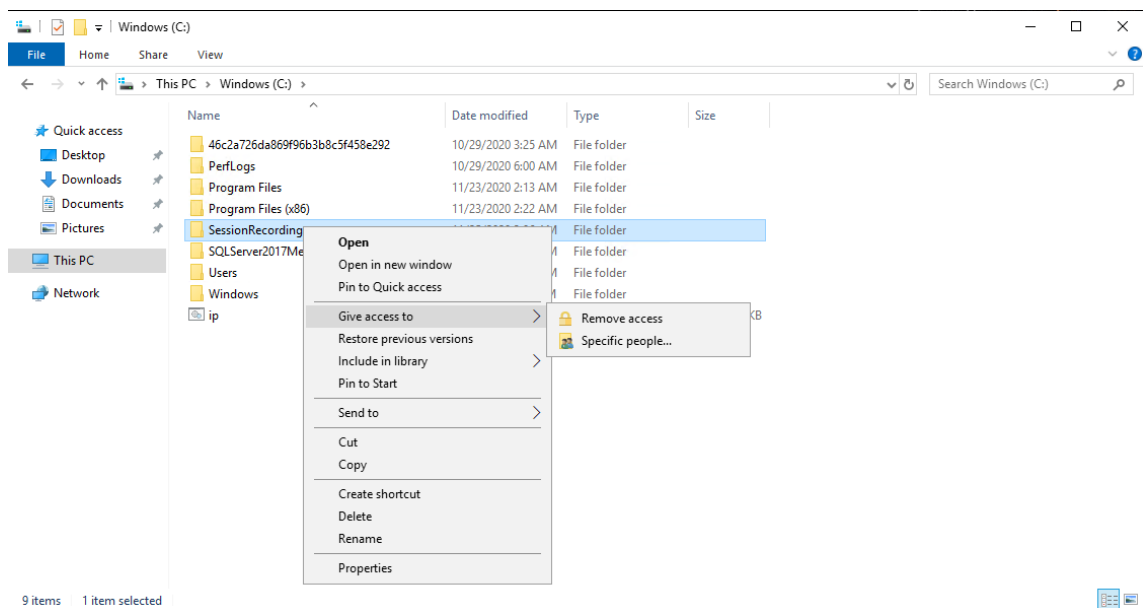 Windows (C:)
File Home Share View
This PC > Windows (C:) >
Search Windows (C:)
Name Date modified Type Size
Quick access
Desktop
Downloads
Documents
Pictures
This PC
Network
46c2a726da869f96b3b8c5f458e292 10/29/2020 3:25 AM File folder
PerfLogs 10/29/2020 6:00 AM File folder
Program Files 11/23/2020 2:13 AM File folder
Program Files (x86) 11/23/2020 2:22 AM File folder
SessionRecording File folder
SQLServer2017Me File folder
Users File folder
Windows File folder
ip KB
Open
Open in new window
Pin to Quick access
Give access to
Restore previous versions
Include in library
Pin to Start
Send to
Cut
Copy
Create shortcut
Delete
Rename
Properties
Remove access
Specific people...
9 items 1 item selected